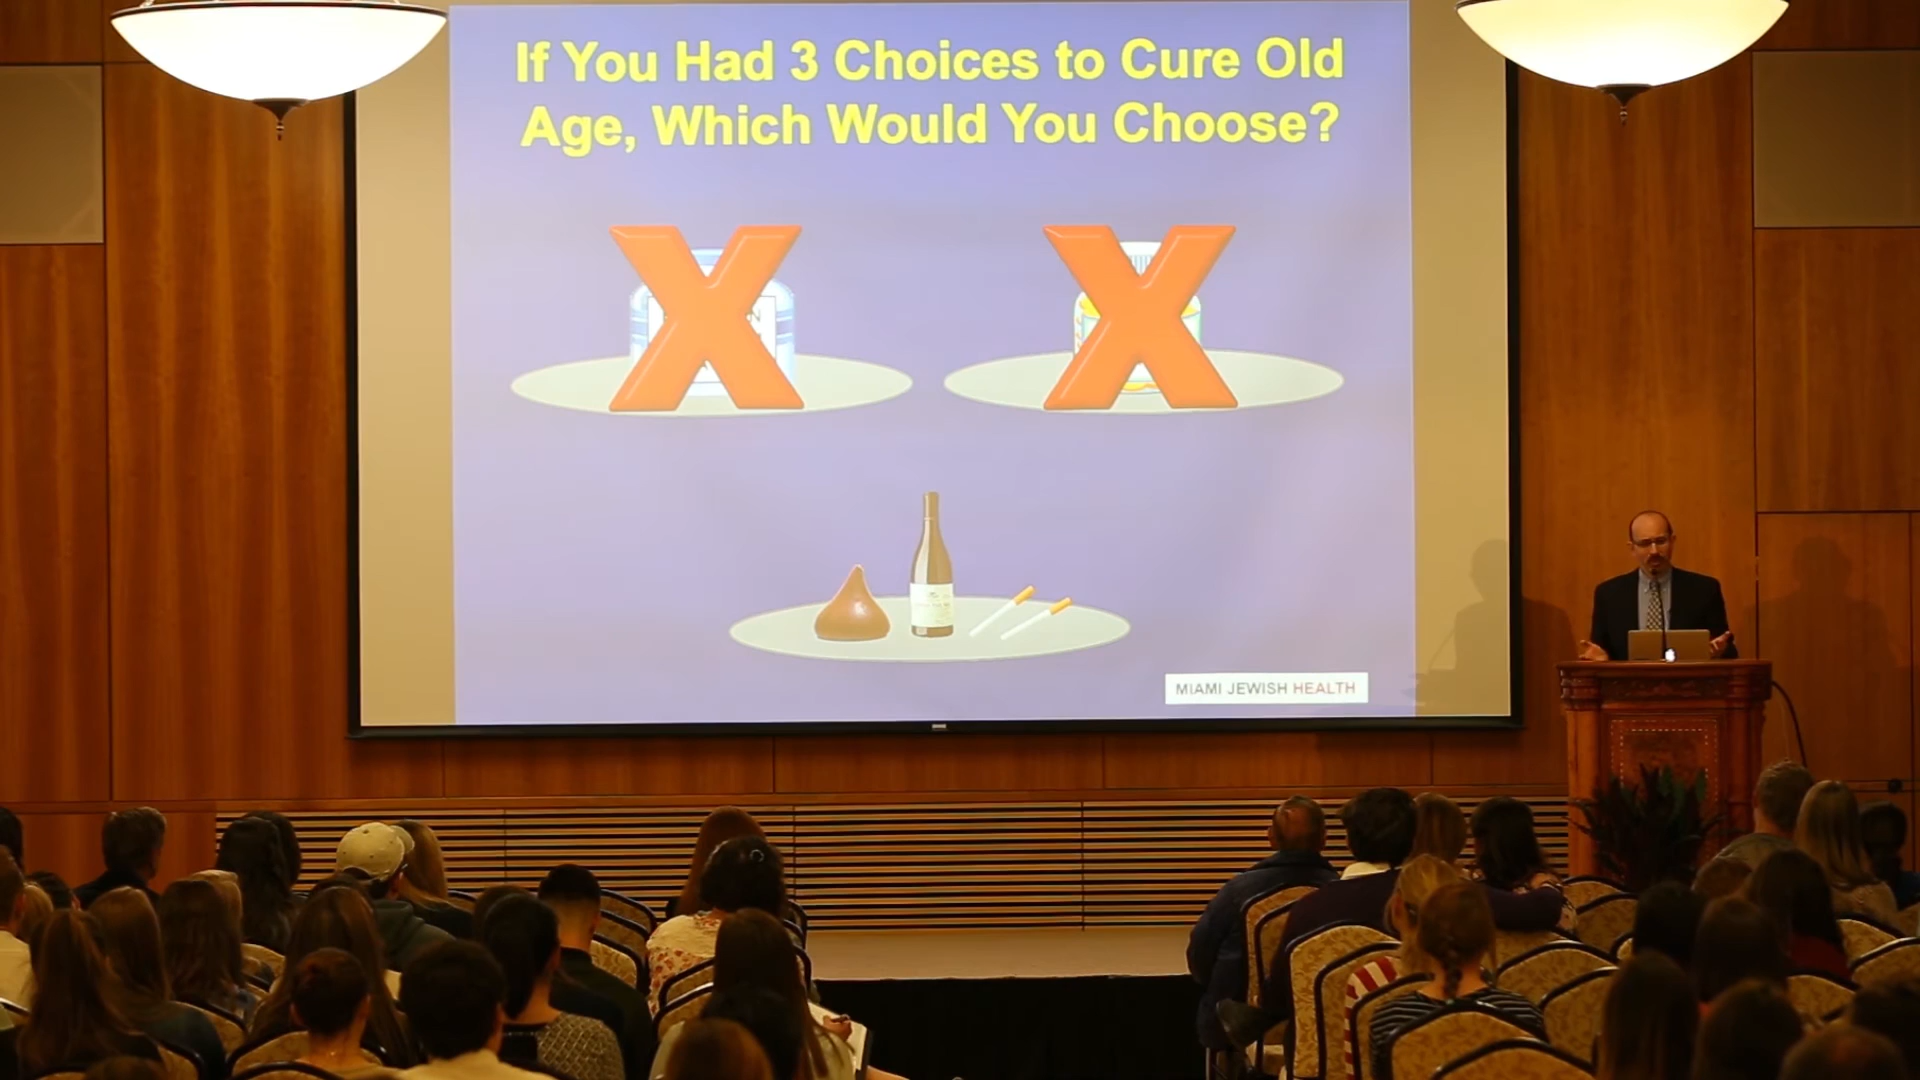 If You Had 3 Choices to Cure Old
Age, Which Would You Choose?
MIAMI JEWISH HEALTH